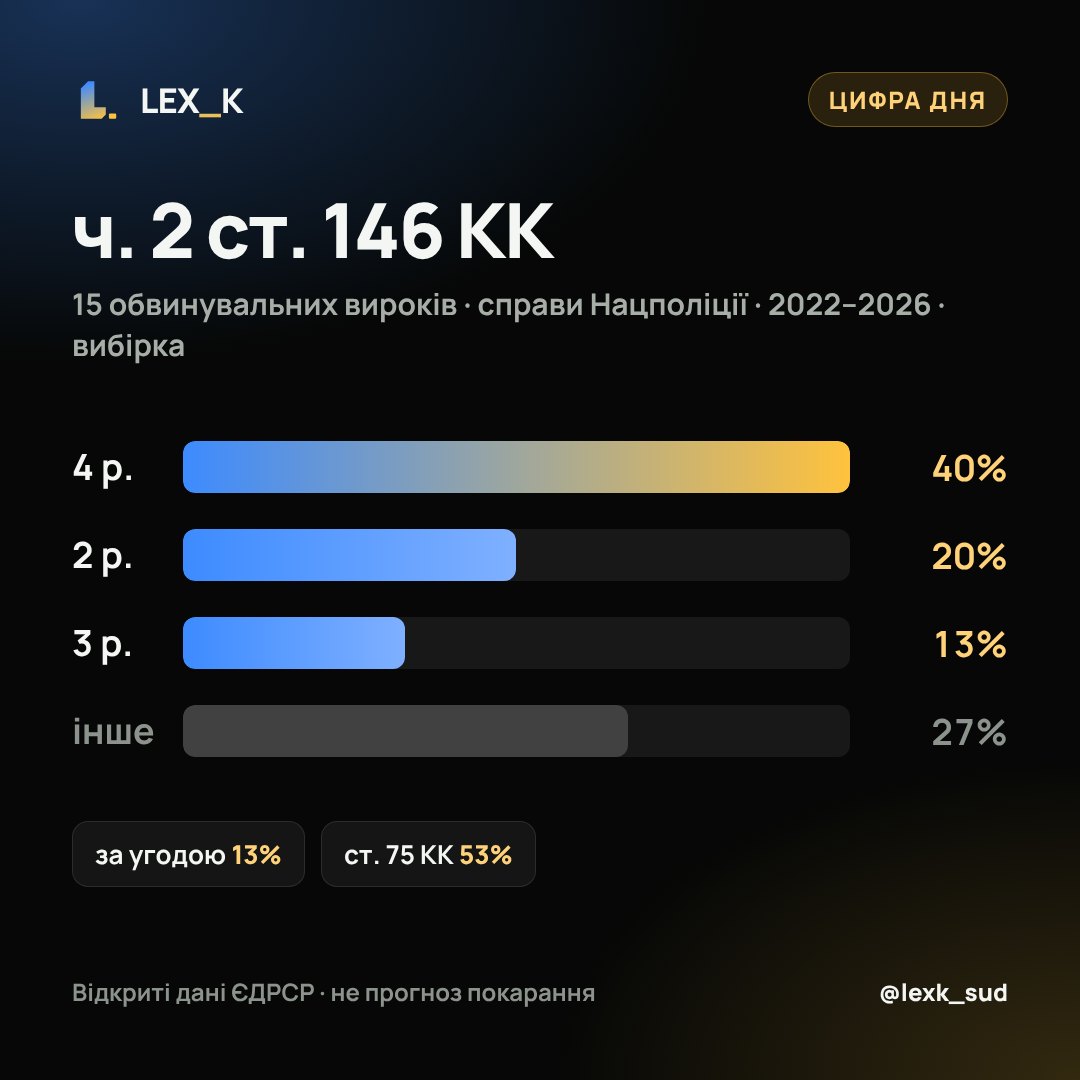 LEX_K
ЦИФРА ДНЯ
ч. 2 ст. 146 КК
15 обвинувальних вироків · справи Нацполіції · 2022–2026 ·
вибірка
4 р. 40%
2 р. 20%
3 р. 13%
інше 27%
за угодою 13%
ст. 75 КК 53%
Відкриті дані ЄДРСР · не прогноз покарання
@lexk_sud